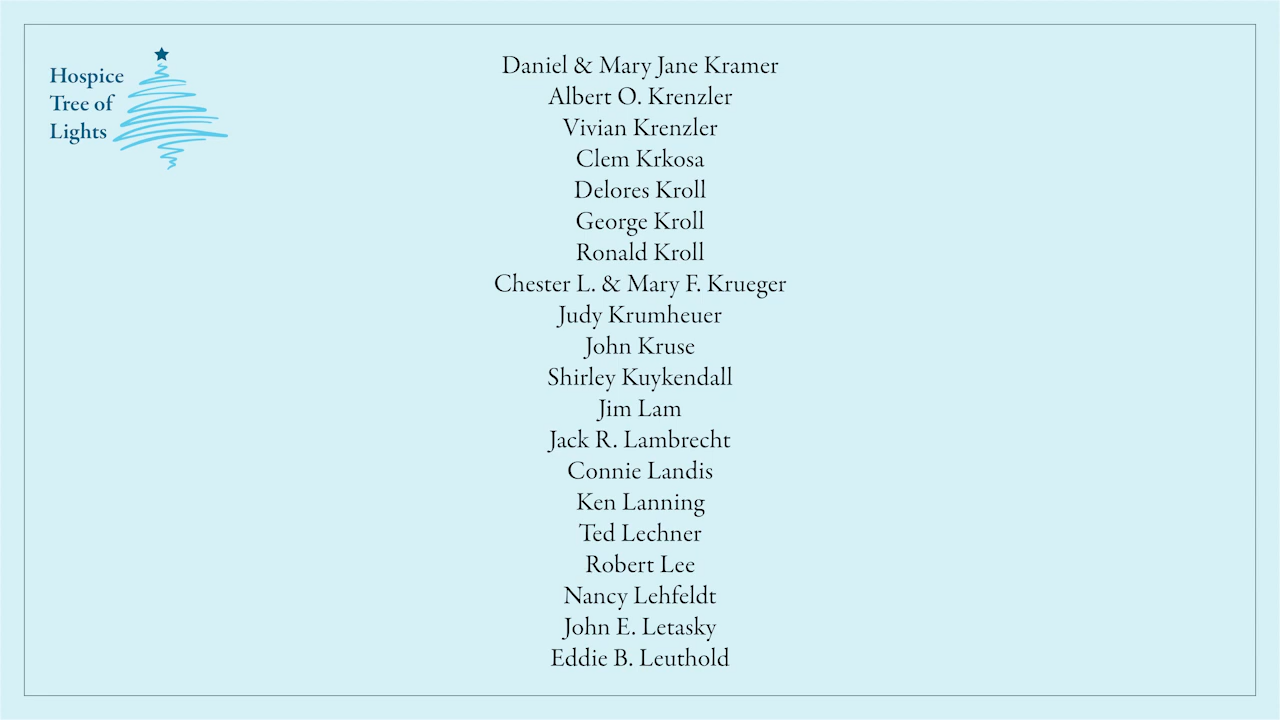 Hospice
Tree of
Lights
Daniel & Mary Jane Kramer
Albert O. Krenzler
Vivian Krenzler
Clem Krkosa
Delores Kroll
George Kroll
Ronald Kroll
Chester L. & Mary F. Krueger
Judy Krumheuer
John Kruse
Shirley Kuykendall
Jim Lam
Jack R. Lambrecht
Connie Landis
Ken Lanning
Ted Lechner
Robert Lee
Nancy Lehfeldt
John E. Letasky
Eddie B. Leuthold